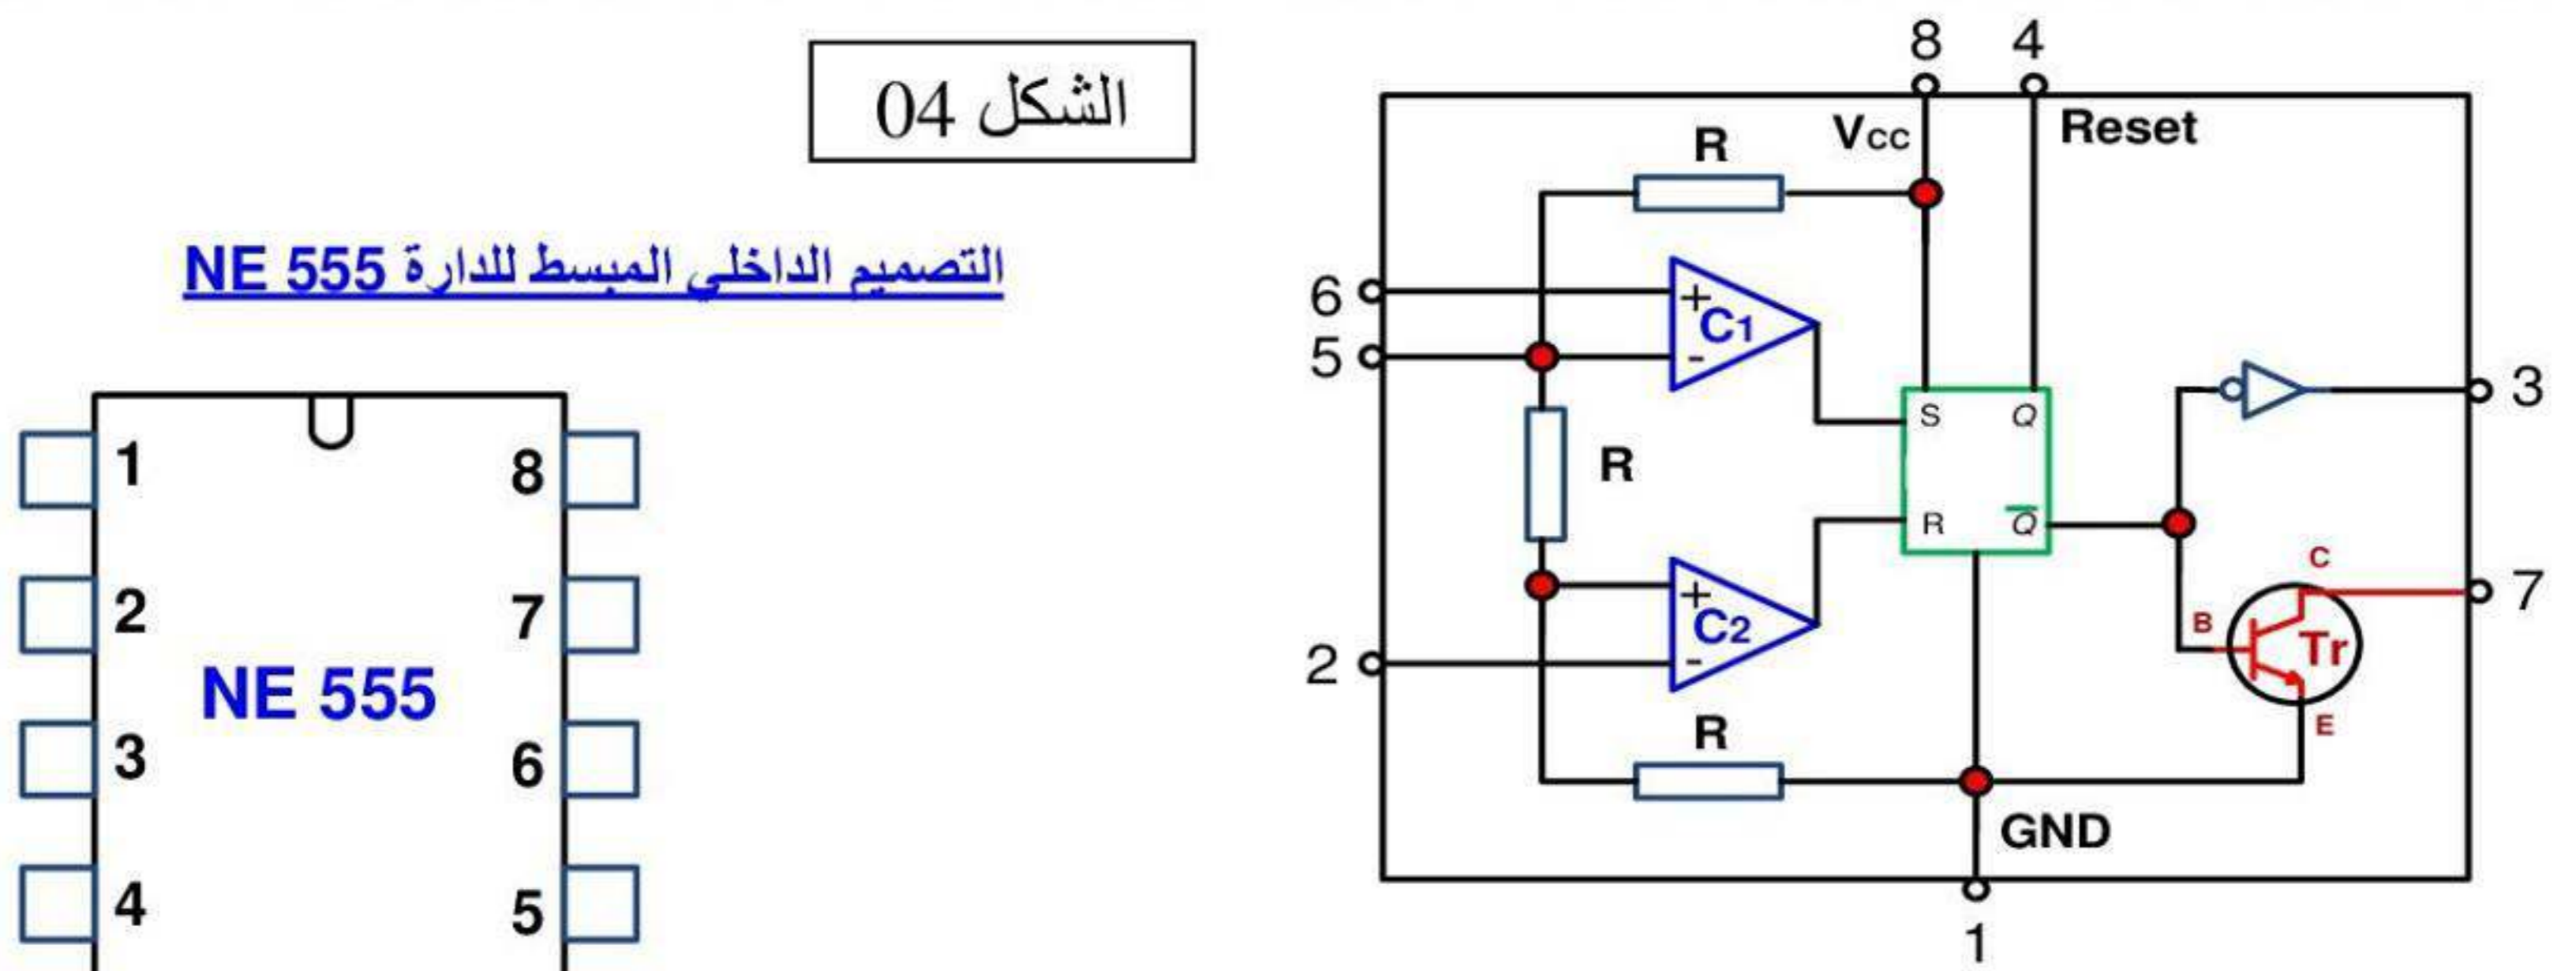 الشكل 04
التصميم الداخلي المبسط للدارة NE 555
1 8
2 7
NE 555
3 6
4 5
8 4
Vcc Reset
R
6
+
C1
5
-
S Q
3
R
R Q̅
C
7
+
C2
B
Tr
2
-
E
R
GND
1